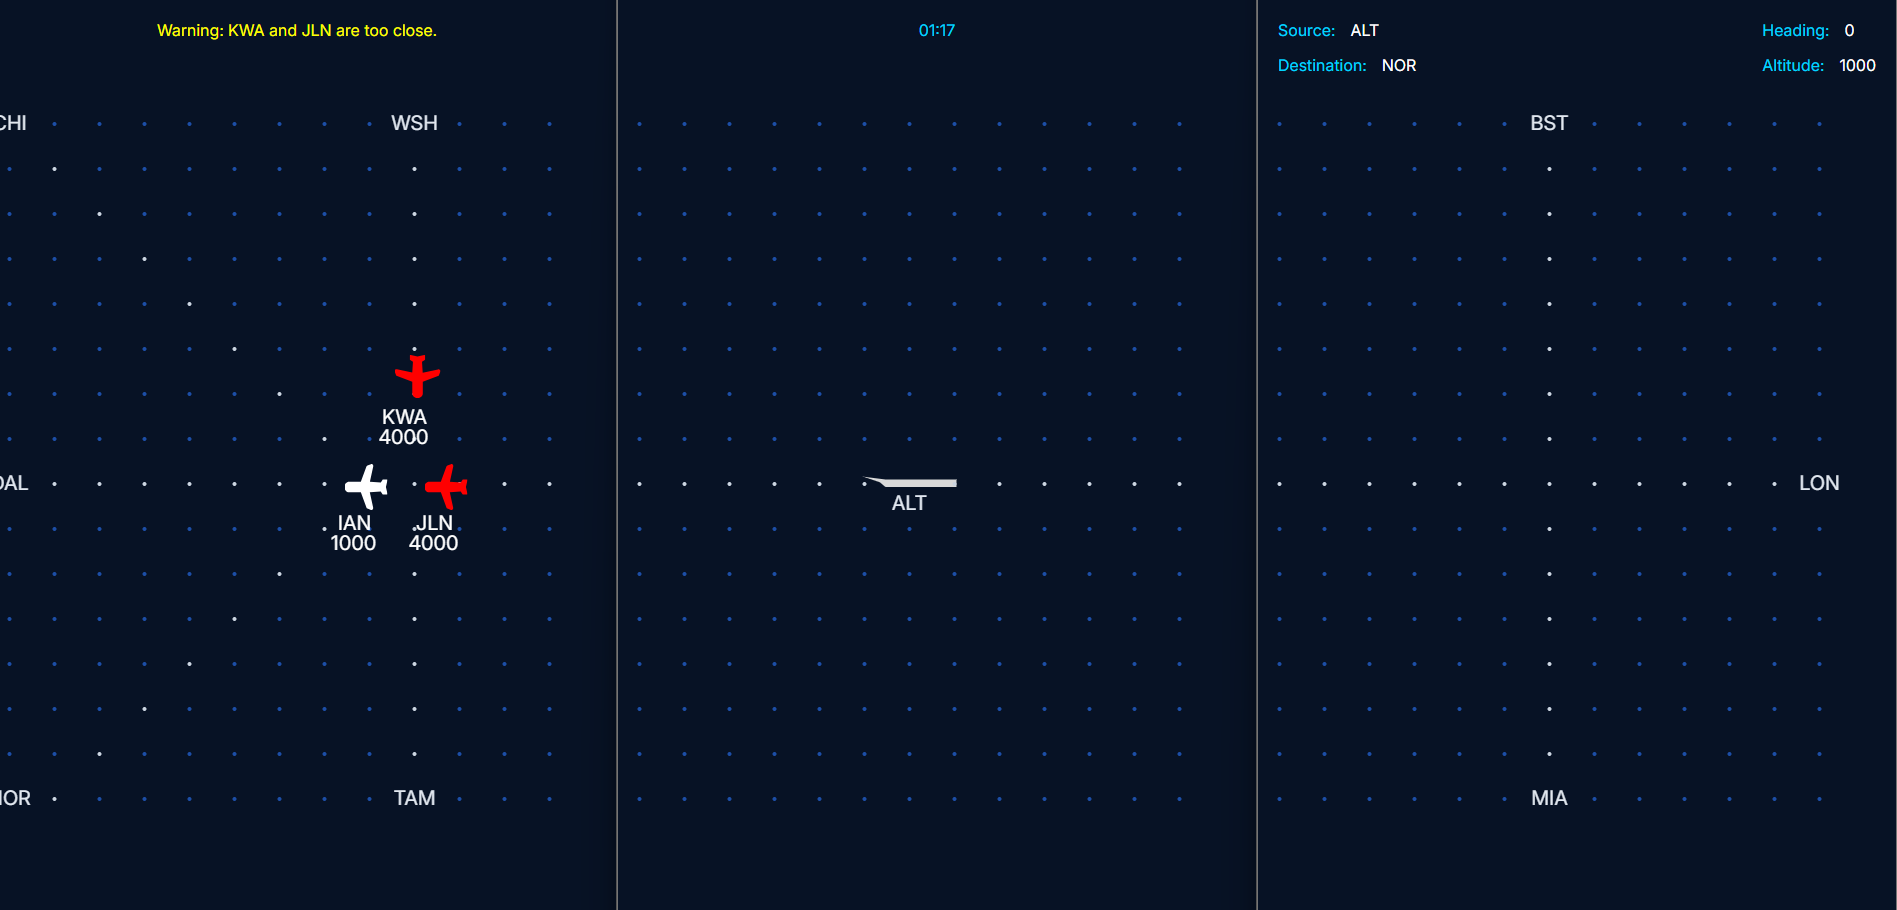 Warning: KWA and JLN are too close.
01:17
Source: ALT
Heading: 0
Destination: NOR
Altitude: 1000
CHI
WSH
BST
KWA
4000
DAL
LON
ALT
IAN
1000
JLN
4000
TAM
MIA